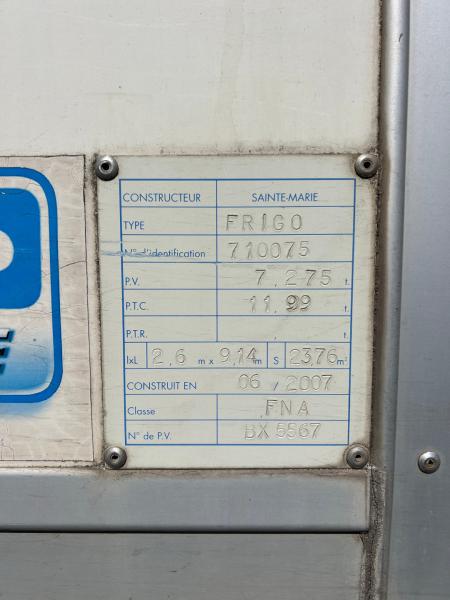 CONSTRUCTEUR SAINTE-MARIE
TYPE FRIGO
N° d'identification 710075
P.V. 7,275 t.
P.T.C. 11,99 t.
P.T.R. , t.
lxL 2,6 m x 9,14 m S 23,76 m²
CONSTRUIT EN 06 / 2007
Classe FNA
N° de P.V. BX 5567